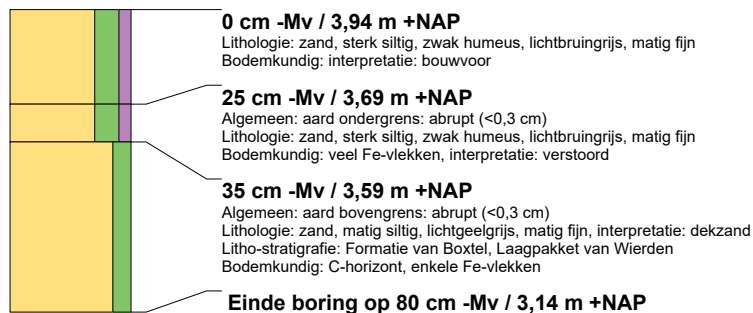 0 cm -Mv / 3,94 m +NAP
Lithologie: zand, sterk siltig, zwak humeus, lichtbruingrijs, matig fijn
Bodemkundig: interpretatie: bouwvoor
25 cm -Mv / 3,69 m +NAP
Algemeen: aard ondergrens: abrupt (<0,3 cm)
Lithologie: zand, sterk siltig, zwak humeus, lichtbruingrijs, matig fijn
Bodemkundig: veel Fe-vlekken, interpretatie: verstoord
35 cm -Mv / 3,59 m +NAP
Algemeen: aard bovengrens: abrupt (<0,3 cm)
Lithologie: zand, matig siltig, lichtgeelgrijs, matig fijn, interpretatie: dekzand
Litho-stratigrafie: Formatie van Boxtel, Laagpakket van Wierden
Bodemkundig: C-horizont, enkele Fe-vlekken
Einde boring op 80 cm -Mv / 3,14 m +NAP